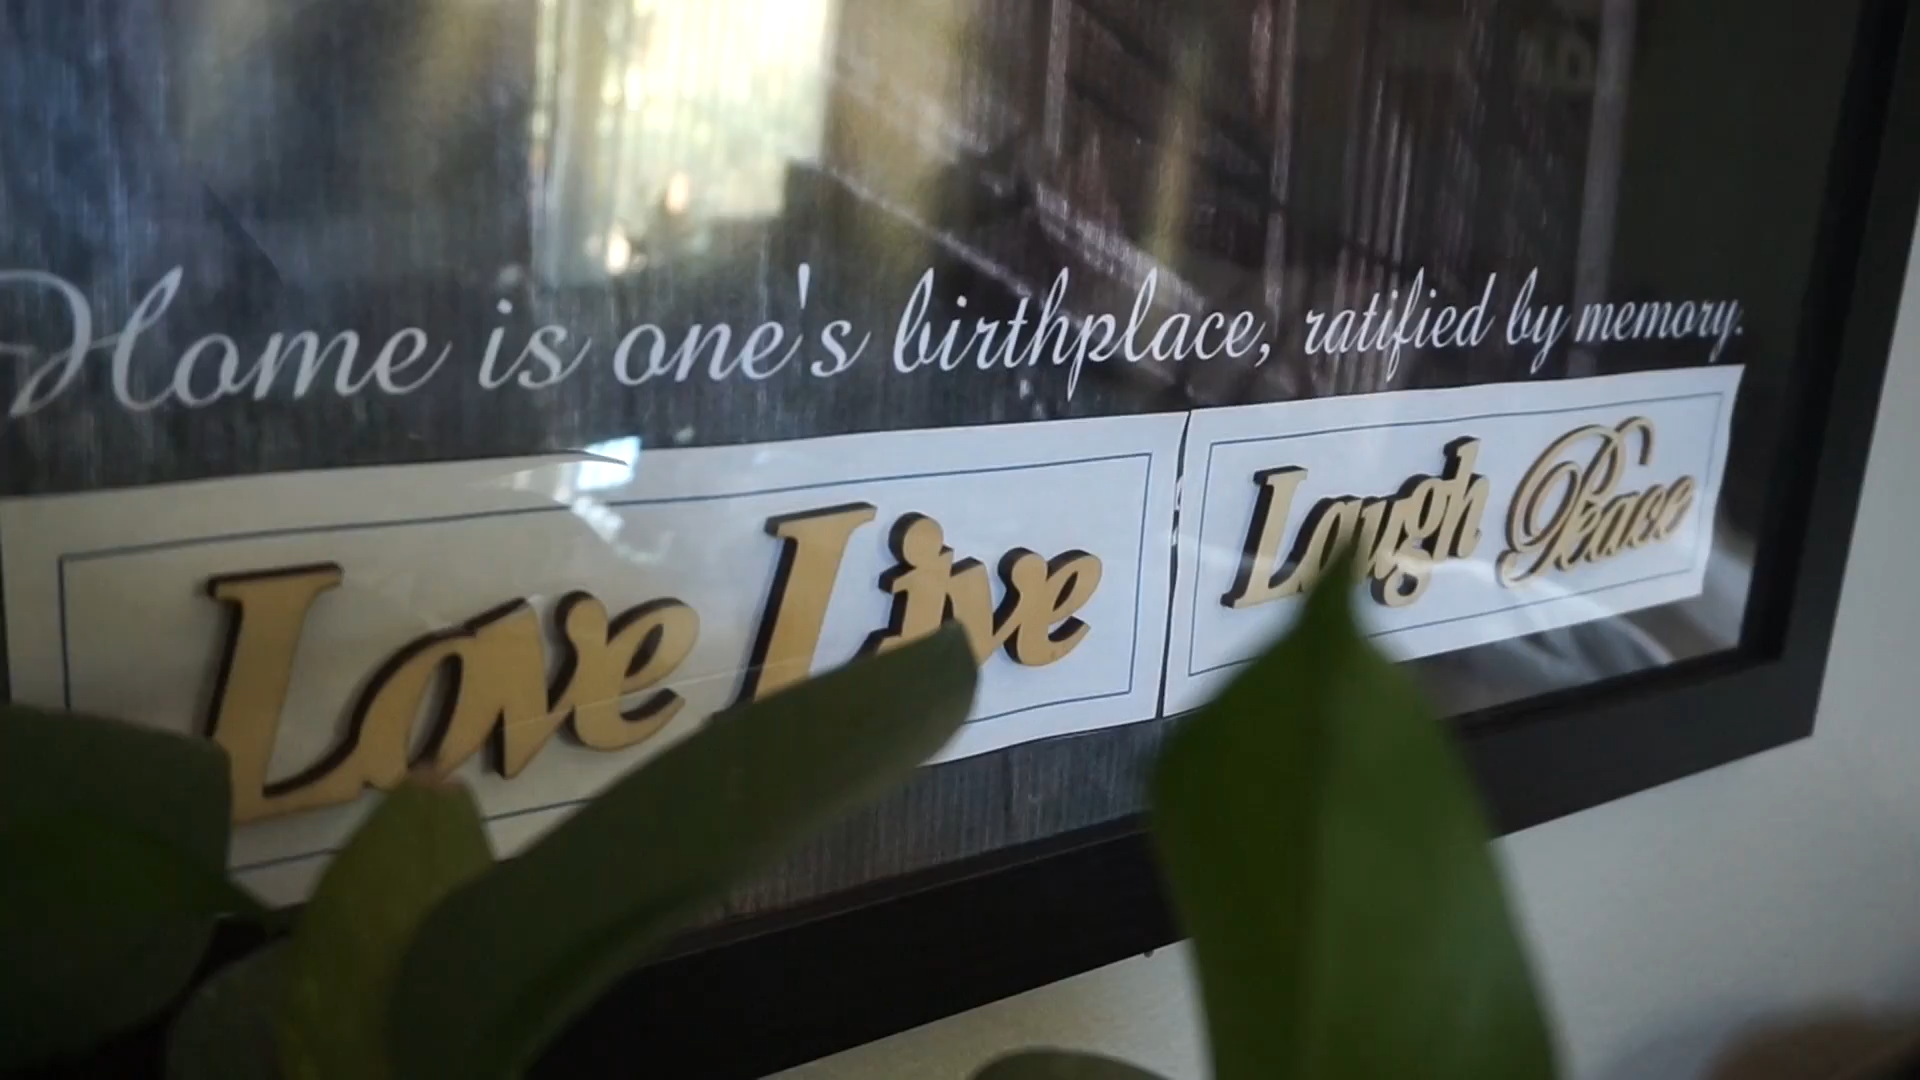 Home is one's birthplace, ratified by memory.
Love Live Laugh Peace